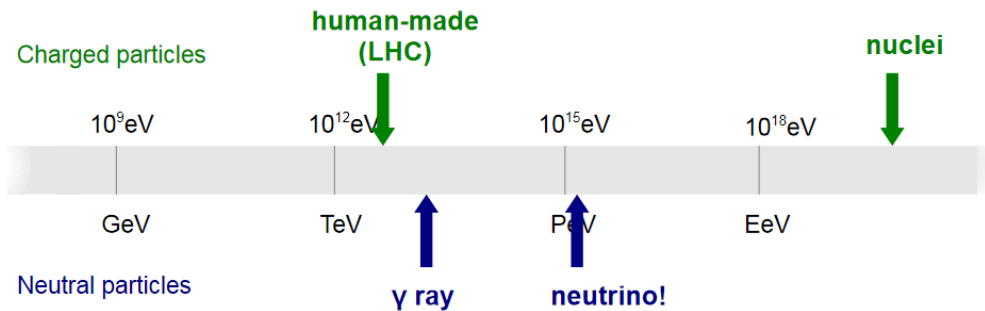 human-made
(LHC)
Charged particles
nuclei
10⁹eV
10¹²eV
10¹⁵eV
10¹⁸eV
GeV
TeV
PeV
EeV
Neutral particles
γ ray
neutrino!